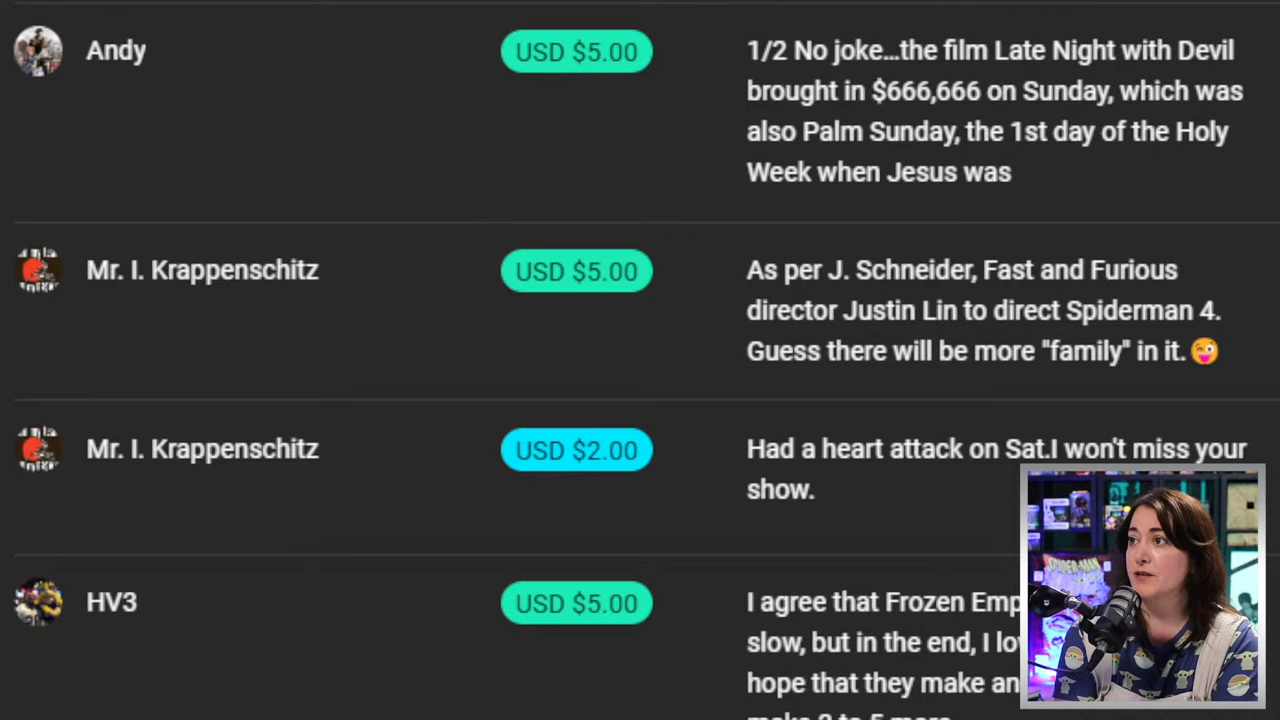 Andy
USD $5.00
1/2 No joke...the film Late Night with Devil
brought in $666,666 on Sunday, which was
also Palm Sunday, the 1st day of the Holy
Week when Jesus was
Mr. I. Krappenschitz
USD $5.00
As per J. Schneider, Fast and Furious
director Justin Lin to direct Spiderman 4.
Guess there will be more "family" in it.😜
Mr. I. Krappenschitz
USD $2.00
Had a heart attack on Sat.I won't miss your
show.
HV3
USD $5.00
I agree that Frozen Emp
slow, but in the end, I lo
hope that they make an
SPIDER-MAN